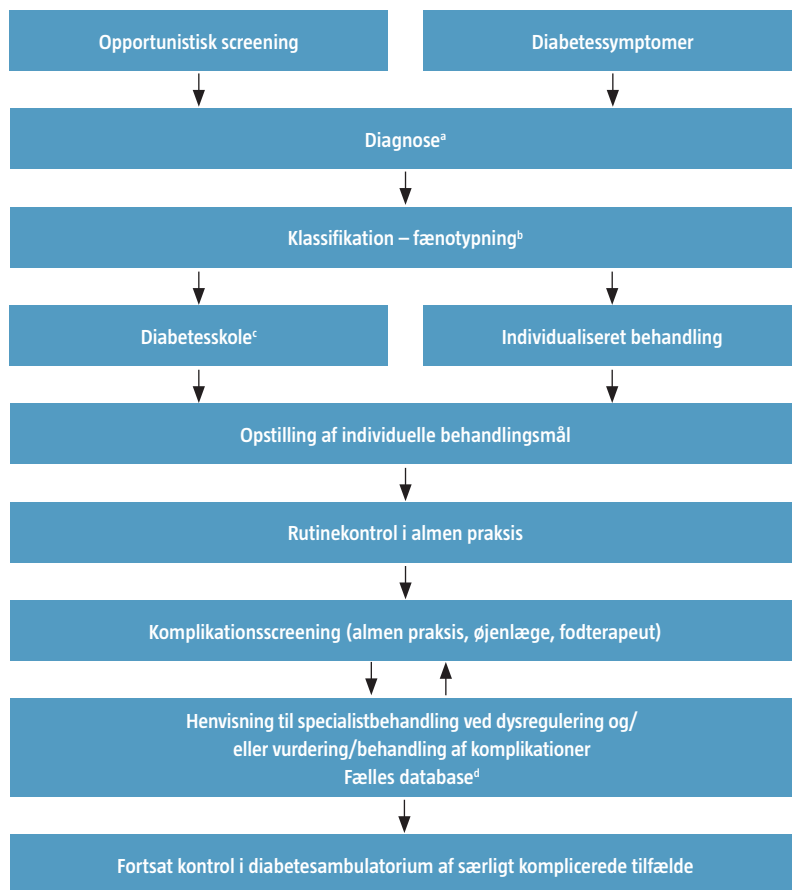 Opportunistisk screening
Diabetessymptomer
Diagnoseᵃ
Klassifikation – fænotypningᵇ
Diabetesskoleᶜ
Individualiseret behandling
Opstilling af individuelle behandlingsmål
Rutinekontrol i almen praksis
Komplikationsscreening (almen praksis, øjenlæge, fodterapeut)
Henvisning til specialistbehandling ved dysregulering og/
eller vurdering/behandling af komplikationer
Fælles databaseᵈ
Fortsat kontrol i diabetesambulatorium af særligt komplicerede tilfælde